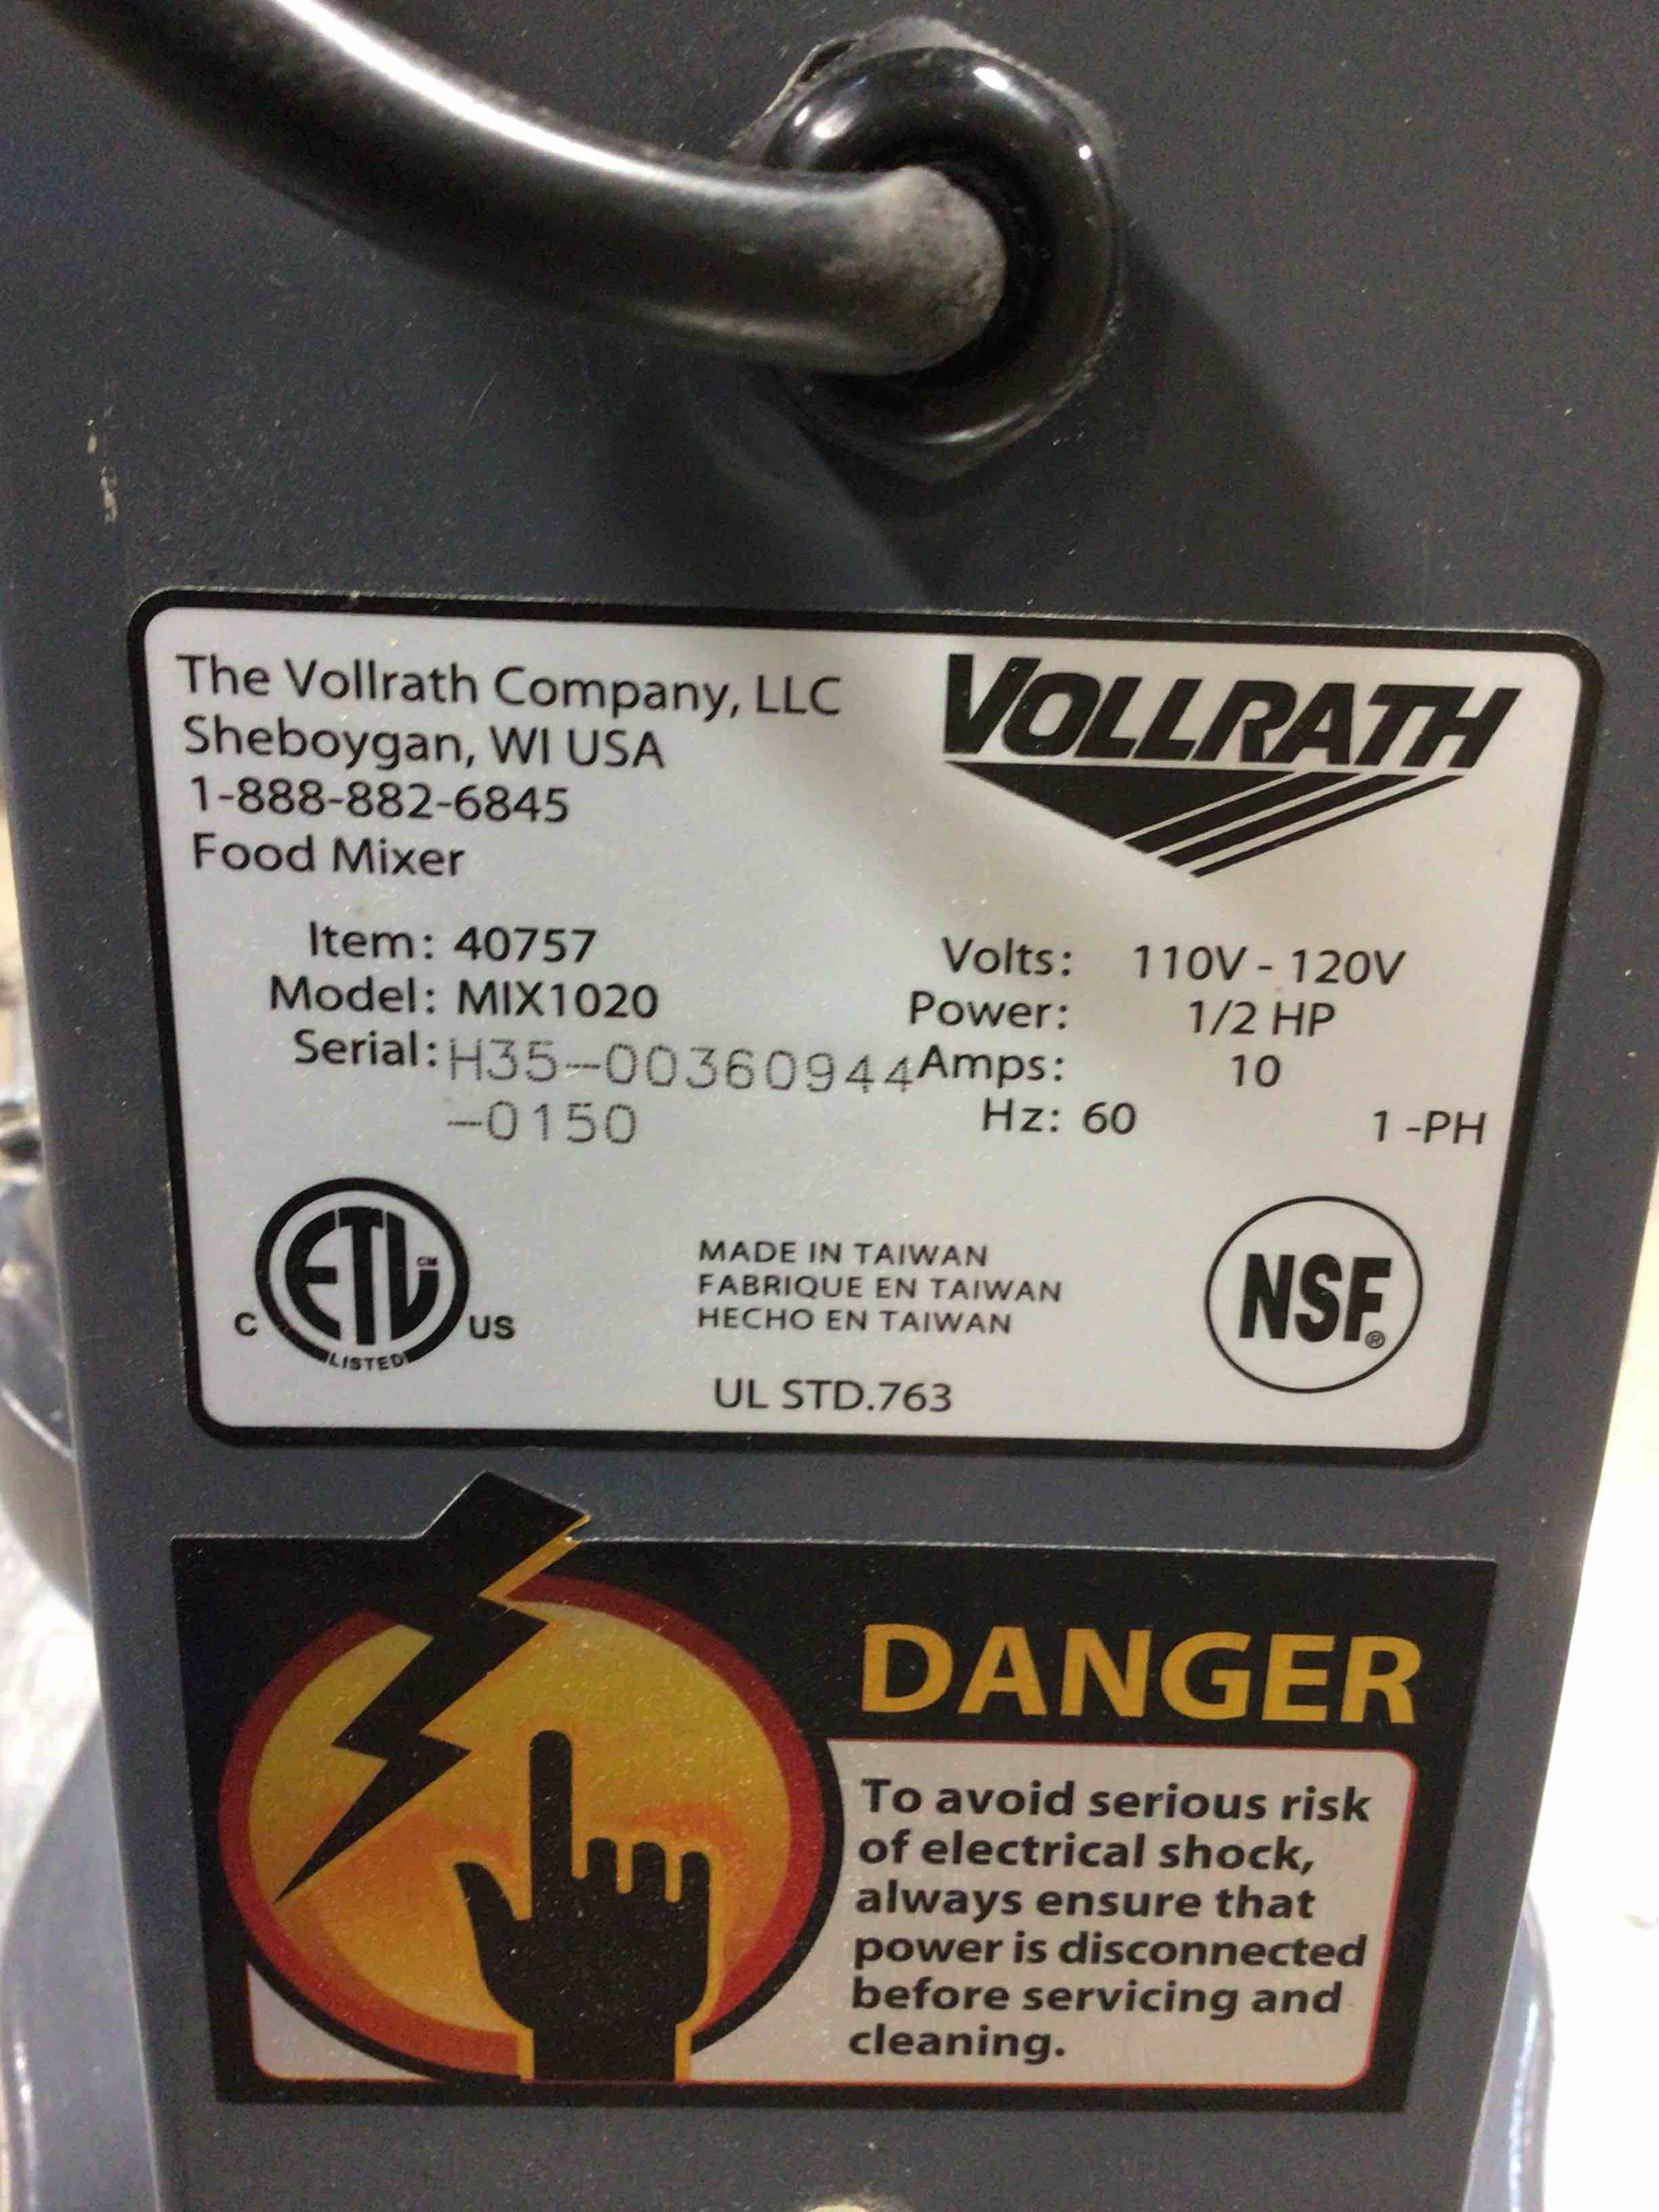 The Vollrath Company, LLC
Sheboygan, WI USA
1-888-882-6845
Food Mixer
VOLLRATH
Item: 40757
Model: MIX1020
Serial: H35-00360944
-0150
Volts: 110V - 120V
Power: 1/2 HP
Amps: 10
Hz: 60 1 -PH
C ETL CM US
LISTED
MADE IN TAIWAN
FABRIQUE EN TAIWAN
HECHO EN TAIWAN
UL STD.763
NSF®
DANGER
To avoid serious risk
of electrical shock,
always ensure that
power is disconnected
before servicing and
cleaning.